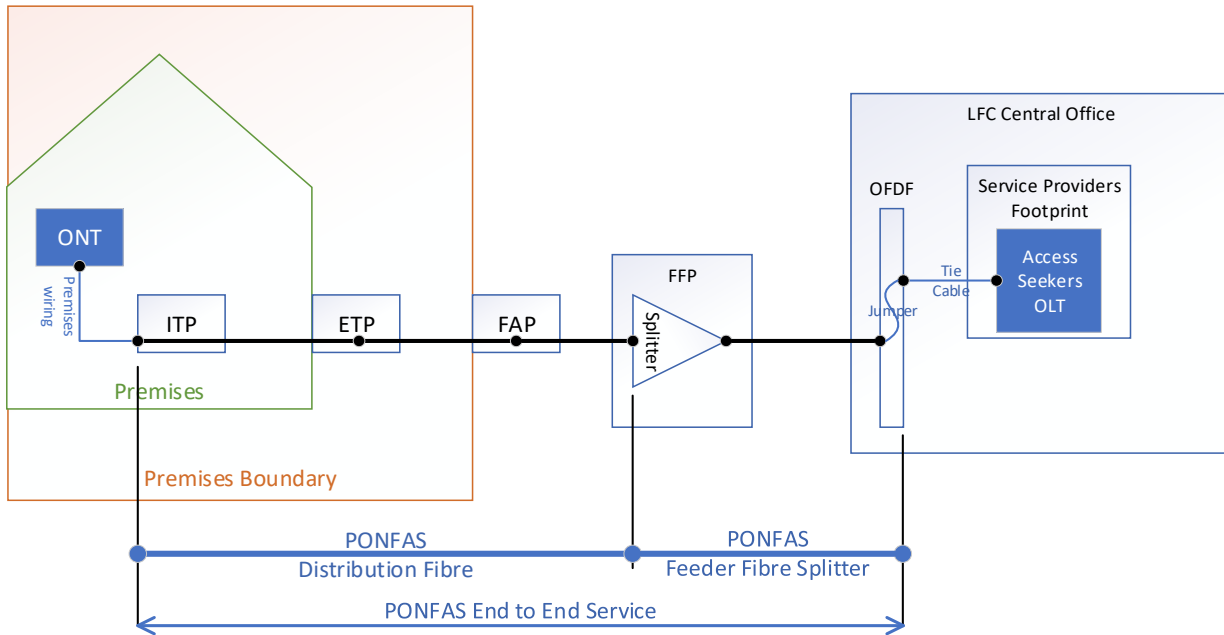 LFC Central Office
OFDF
Service Providers
Footprint
ONT
Access
Seekers
OLT
FFP
Tie
Cable
Premises
wiring
Jumper
ITP
ETP
FAP
Splitter
Premises
Premises Boundary
PONFAS
Distribution Fibre
PONFAS
Feeder Fibre Splitter
PONFAS End to End Service